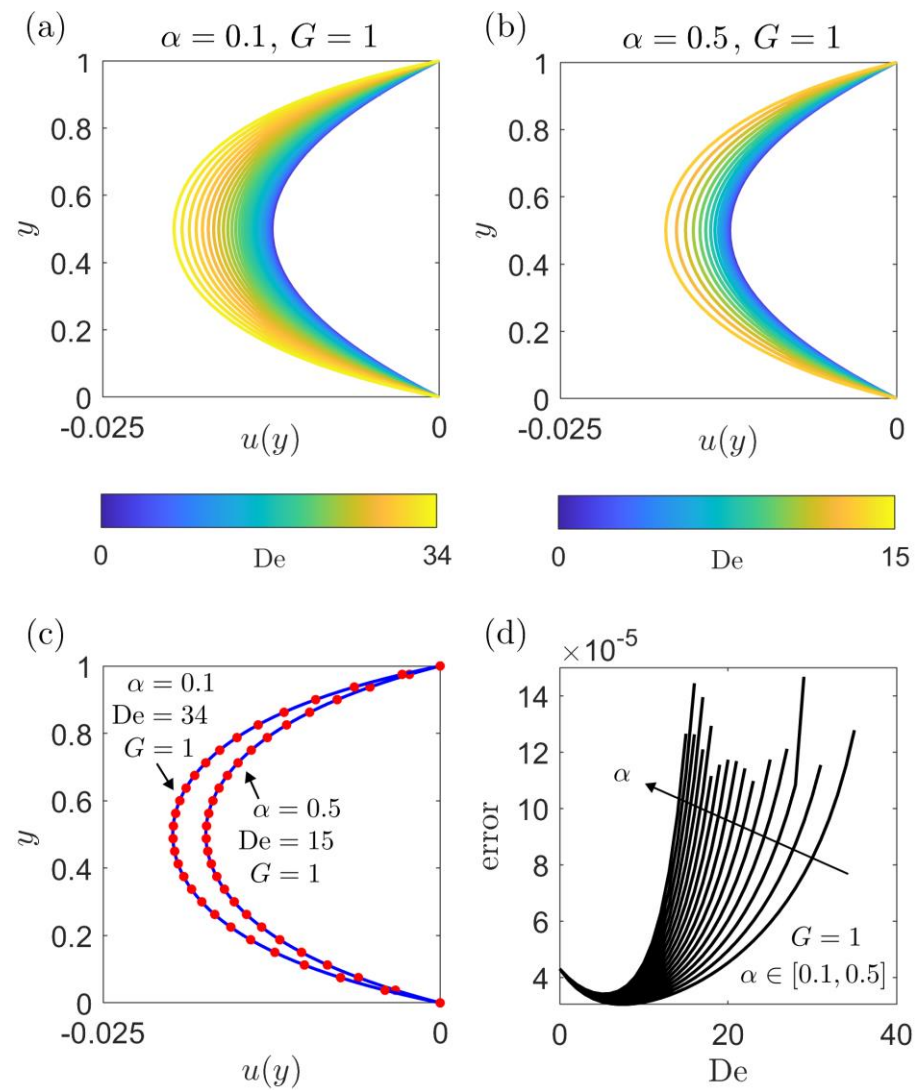 (a)
α = 0.1, G = 1
1
0.8
0.6
y
0.4
0.2
0
-0.025
u(y)
0
0
De
34
(b)
α = 0.5, G = 1
1
0.8
0.6
y
0.4
0.2
0
-0.025
u(y)
0
0
De
15
(c)
1
0.8
0.6
y
0.4
0.2
0
α = 0.1
De = 34
G = 1
α = 0.5
De = 15
G = 1
-0.025
u(y)
0
(d)
×10⁻⁵
14
12
10
error
8
6
4
α
G = 1
α ∈ [0.1, 0.5]
0
20
40
De